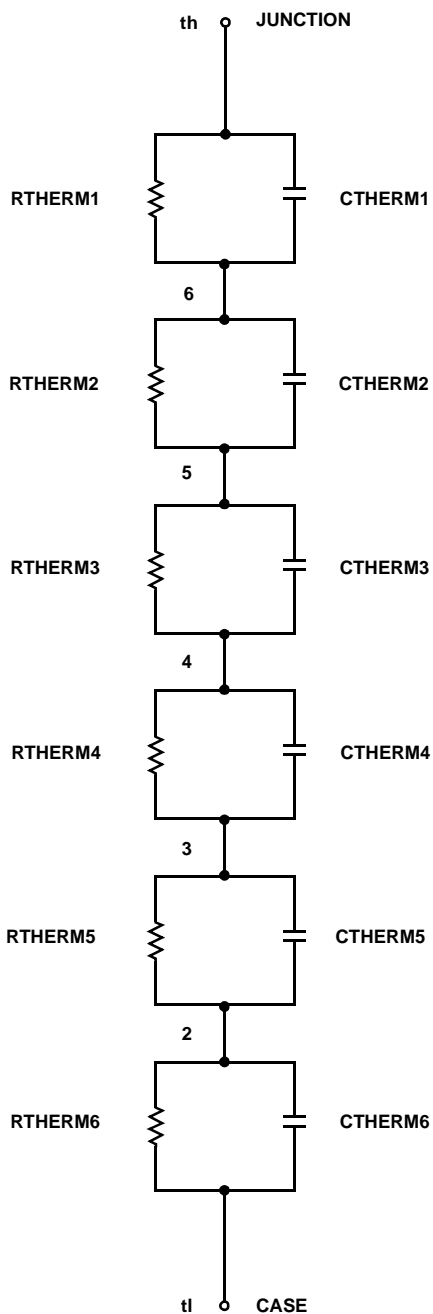 th JUNCTION
RTHERM1 CTHERM1
6
RTHERM2 CTHERM2
5
RTHERM3 CTHERM3
4
RTHERM4 CTHERM4
3
RTHERM5 CTHERM5
2
RTHERM6 CTHERM6
tl CASE